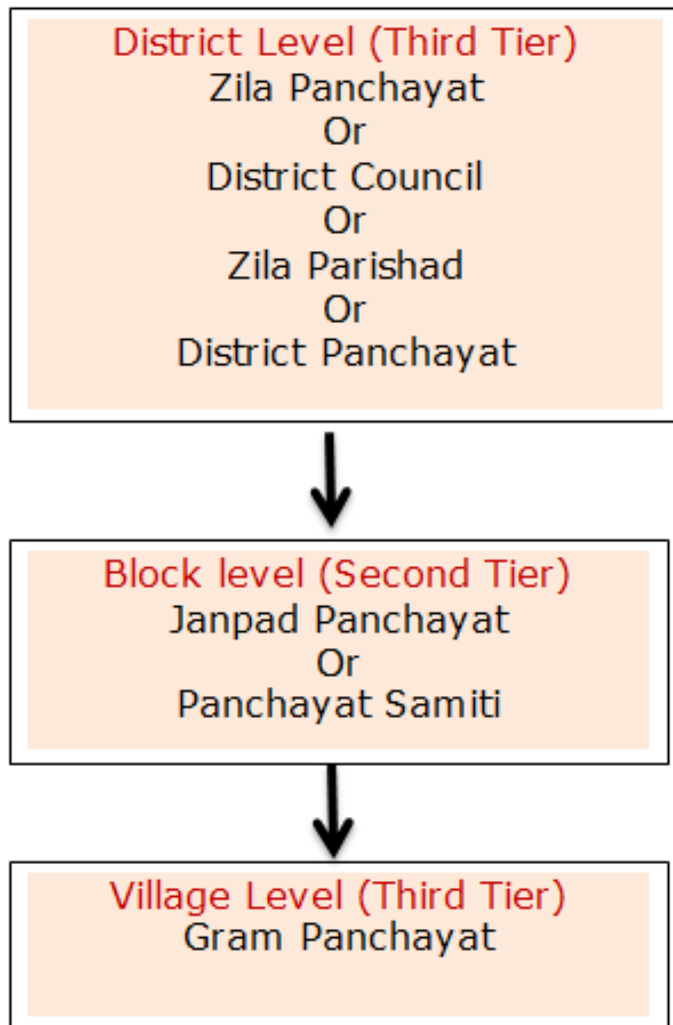 District Level (Third Tier)
Zila Panchayat
Or
District Council
Or
Zila Parishad
Or
District Panchayat
Block level (Second Tier)
Janpad Panchayat
Or
Panchayat Samiti
Village Level (Third Tier)
Gram Panchayat